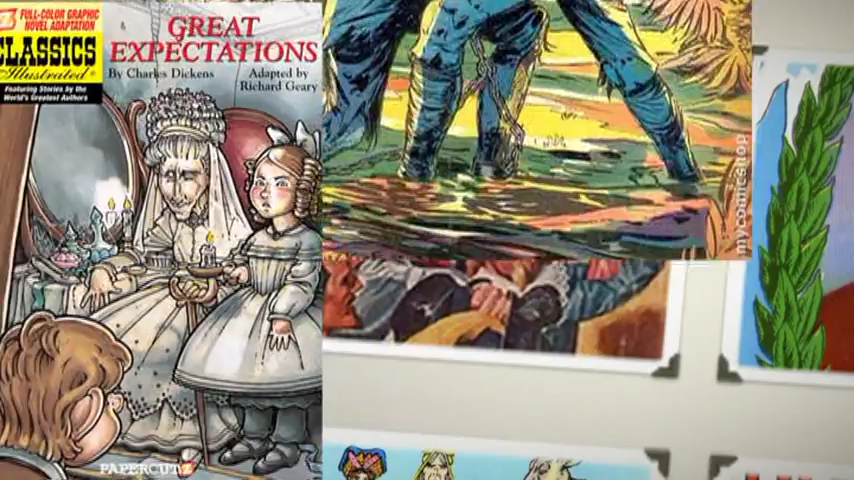 FULL-COLOR GRAPHIC
NOVEL ADAPTATION
CLASSICS
Illustrated
Featuring Stories by the
World's Greatest Authors
GREAT
EXPECTATIONS
By Charles Dickens
Adapted by
Richard Geary
PAPERCUTZ
mycomicshop